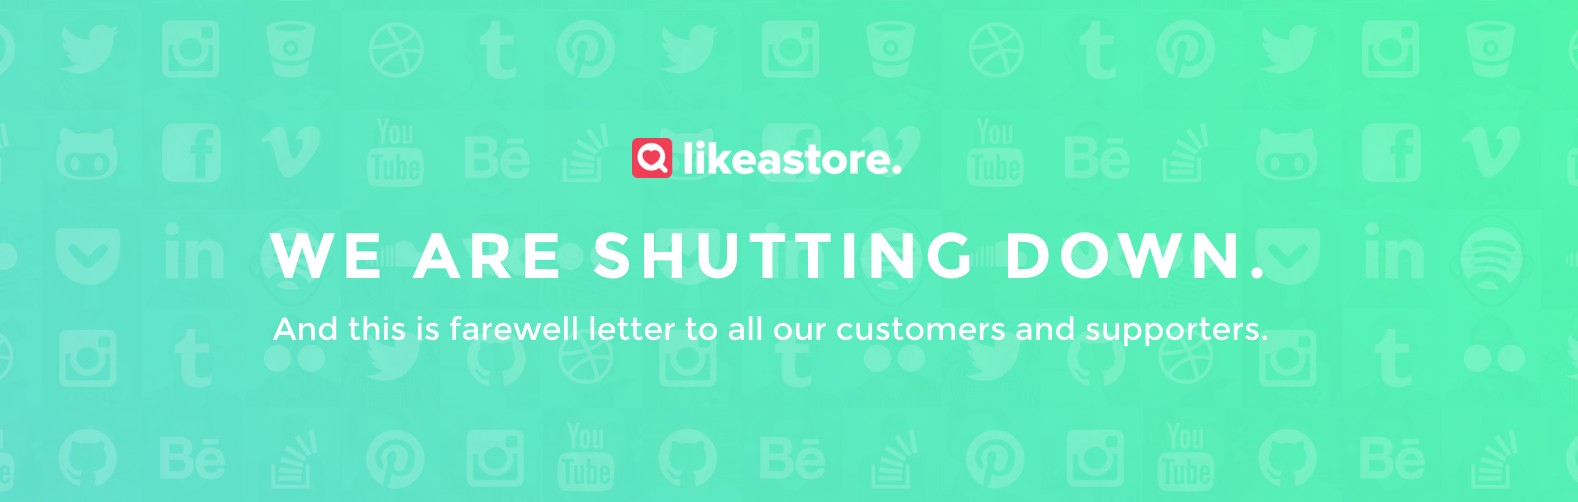 likeastore.
WE ARE SHUTTING DOWN.
And this is farewell letter to all our customers and supporters.